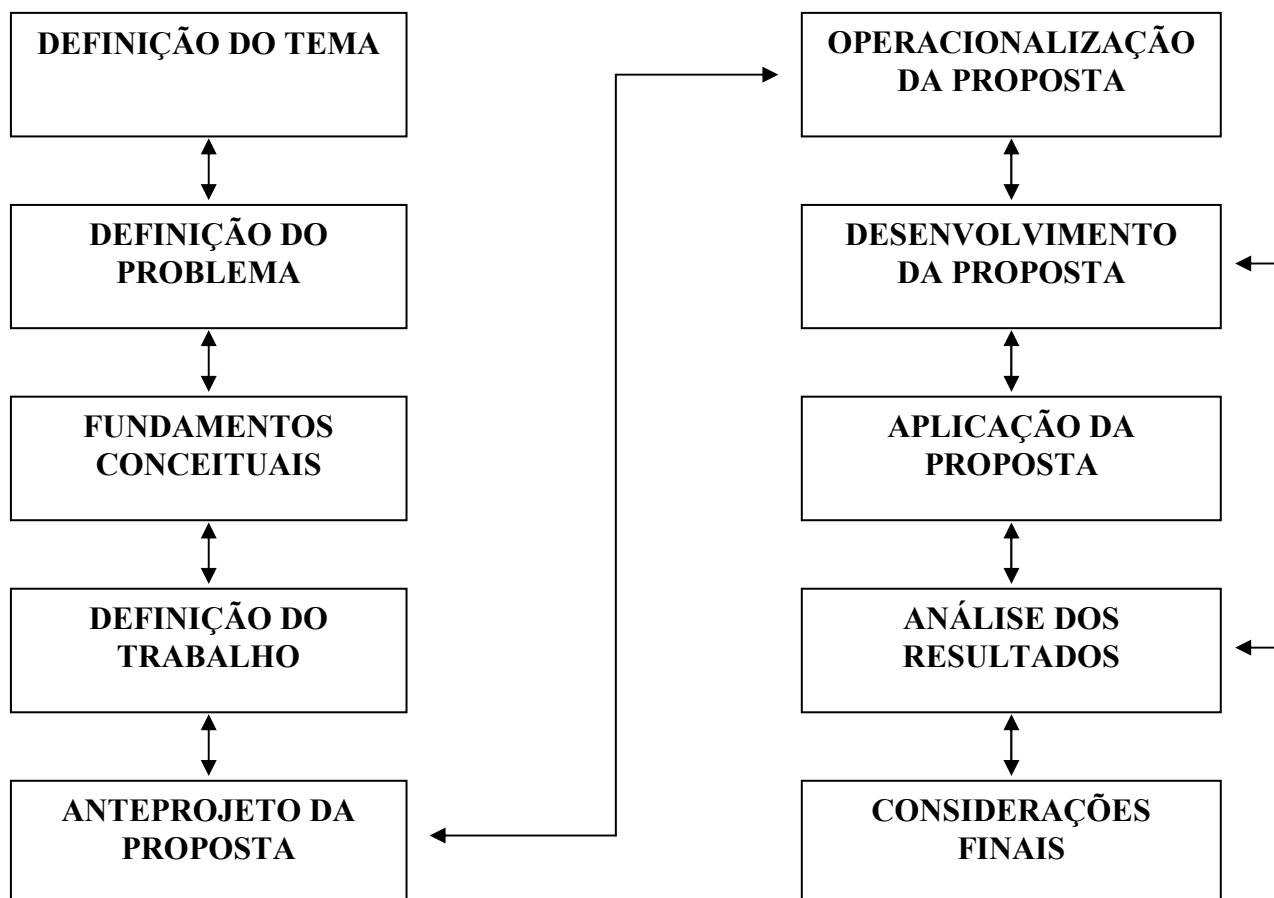 DEFINIÇÃO DO TEMA
DEFINIÇÃO DO
PROBLEMA
FUNDAMENTOS
CONCEITUAIS
DEFINIÇÃO DO
TRABALHO
ANTEPROJETO DA
PROPOSTA
OPERACIONALIZAÇÃO
DA PROPOSTA
DESENVOLVIMENTO
DA PROPOSTA
APLICAÇÃO DA
PROPOSTA
ANÁLISE DOS
RESULTADOS
CONSIDERAÇÕES
FINAIS